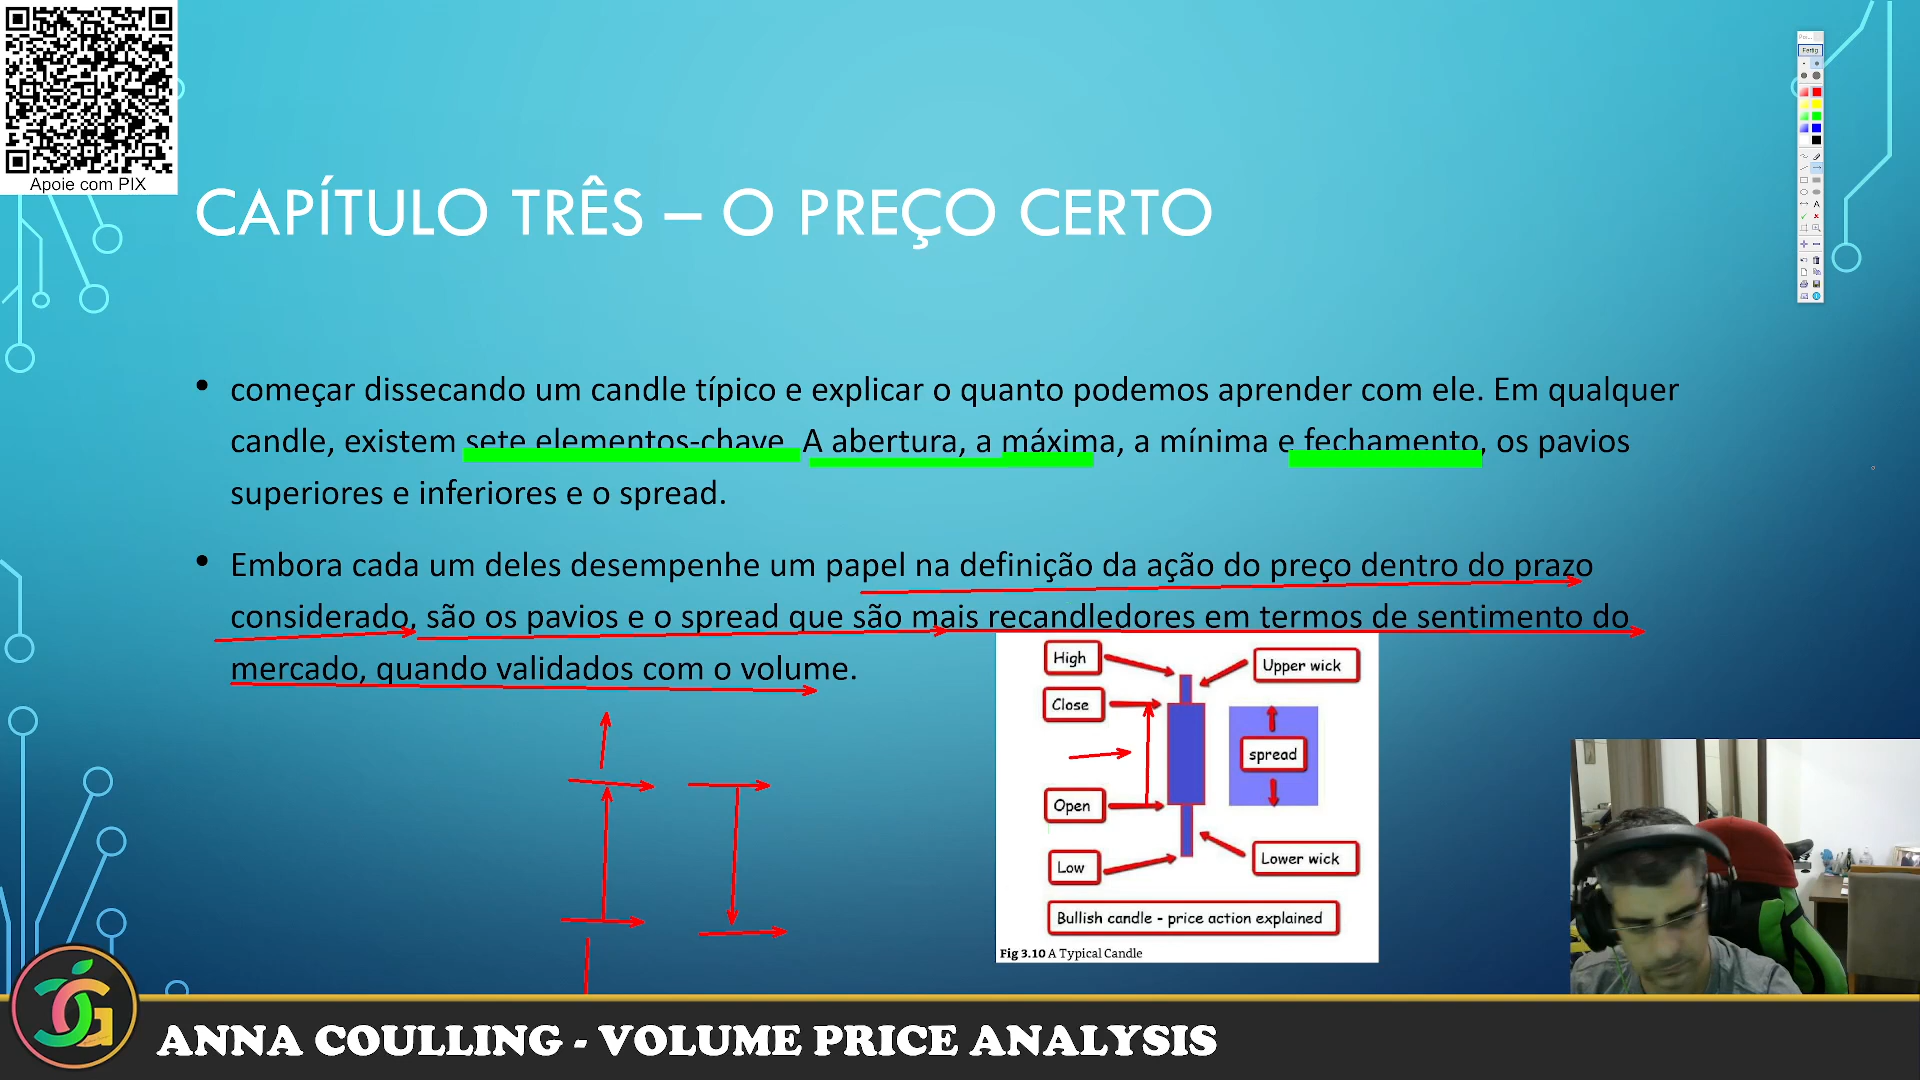 Apoie com PIX
Fertig
CAPÍTULO TRÊS – O PREÇO CERTO
• começar dissecando um candle típico e explicar o quanto podemos aprender com ele. Em qualquer
candle, existem sete elementos-chave. A abertura, a máxima, a mínima e fechamento, os pavios
superiores e inferiores e o spread.
• Embora cada um deles desempenhe um papel na definição da ação do preço dentro do prazo
considerado, são os pavios e o spread que são mais recandledores em termos de sentimento do
mercado, quando validados com o volume.
High
Upper wick
Close
spread
Open
Lower wick
Low
Bullish candle - price action explained
Fig 3.10 A Typical Candle
ANNA COULLING - VOLUME PRICE ANALYSIS